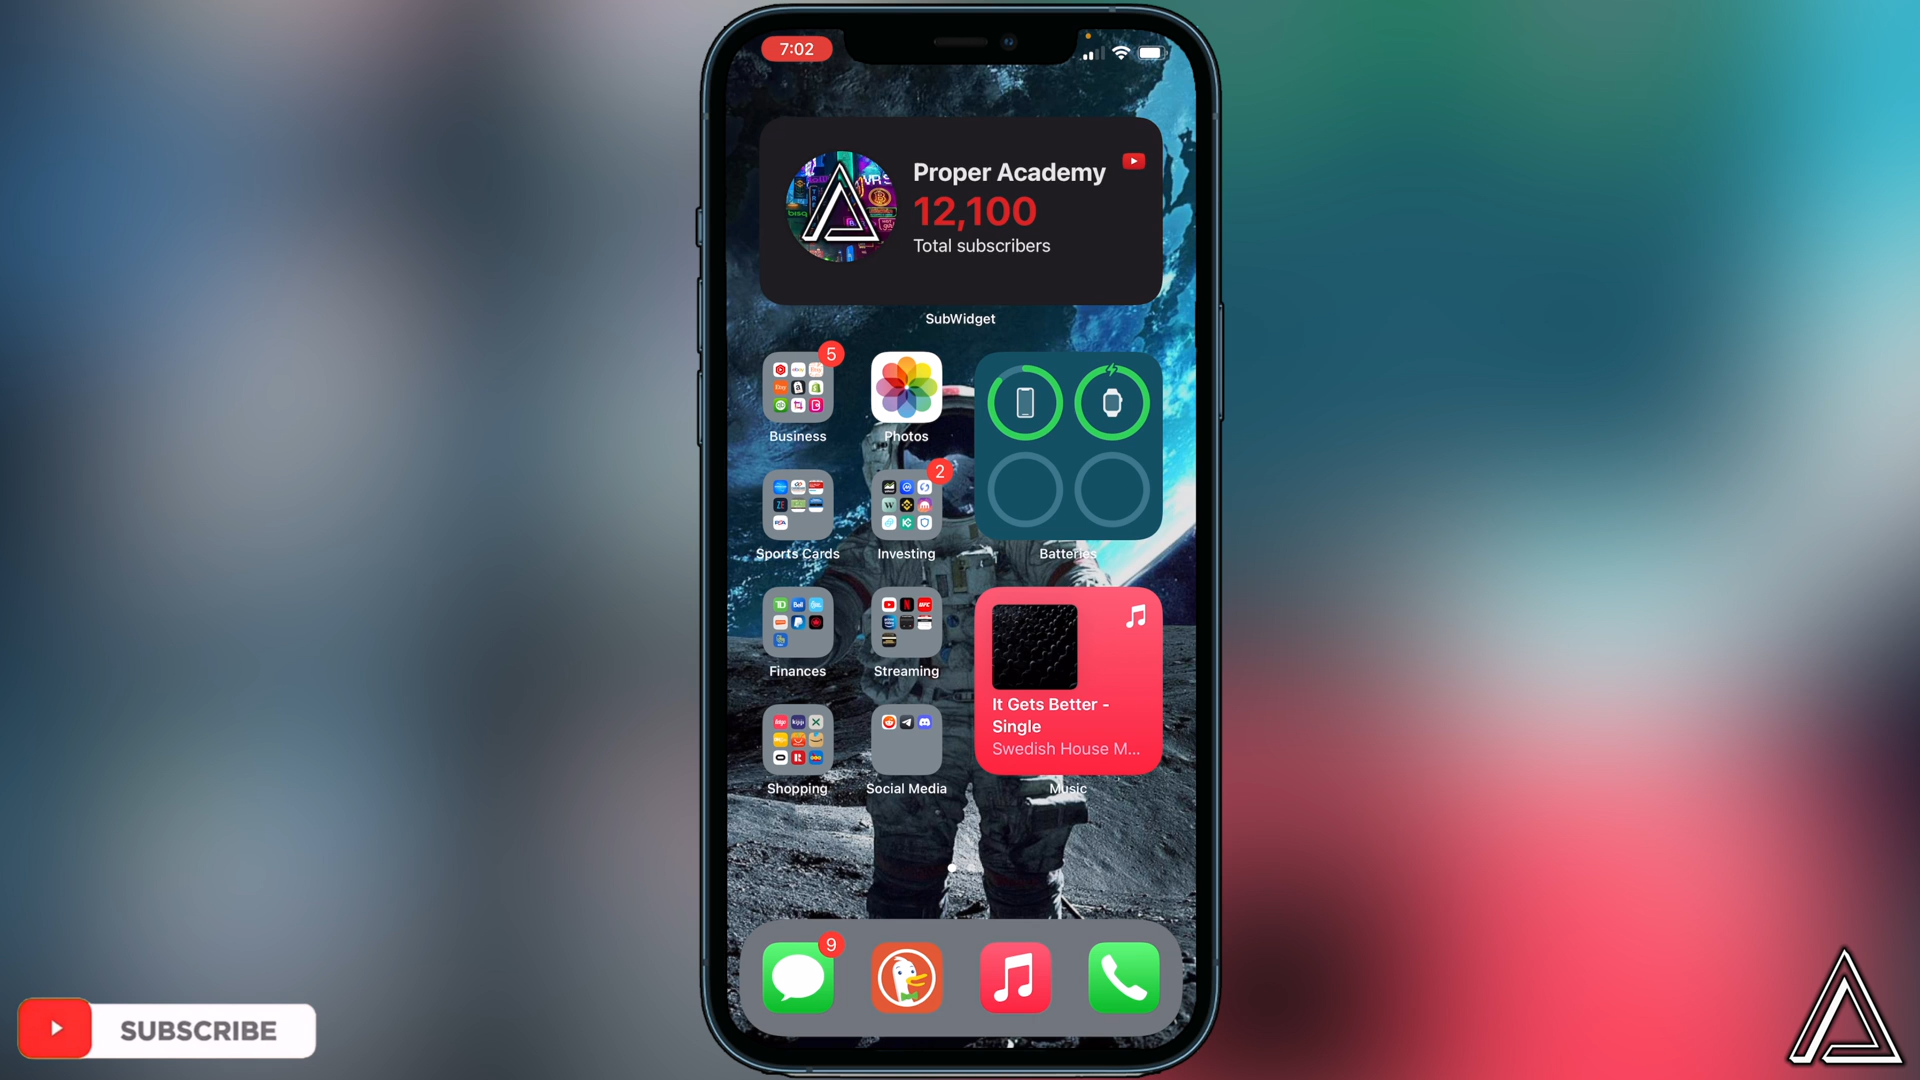 7:02
Proper Academy
12,100
Total subscribers
SubWidget
5
Business
Photos
2
Sports Cards
Investing
Batteries
Finances
Streaming
It Gets Better -
Single
Swedish House M...
Shopping
Social Media
Music
9
SUBSCRIBE